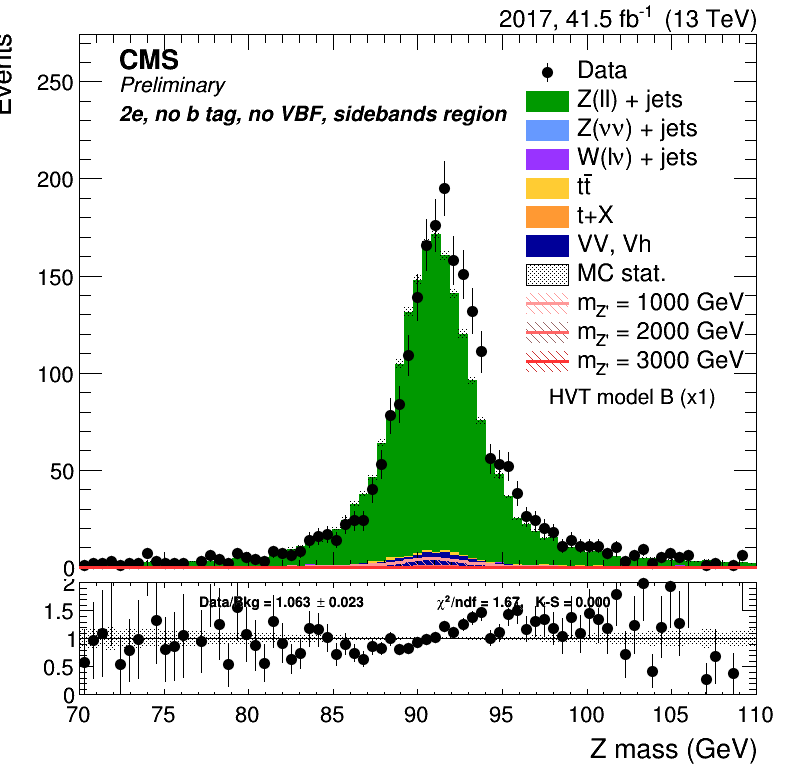 2017, 41.5 fb⁻¹ (13 TeV)
Events
CMS
Preliminary
2e, no b tag, no VBF, sidebands region
Data
Z(ll) + jets
Z(νν) + jets
W(lν) + jets
tt̄
t+X
VV, Vh
MC stat.
m_Z' = 1000 GeV
m_Z' = 2000 GeV
m_Z' = 3000 GeV
HVT model B (x1)
250
200
150
100
50
0
Data/Bkg = 1.063 ± 0.023 χ²/ndf = 1.67, K-S = 0.000
2
1.5
1
0.5
0
70 75 80 85 90 95 100 105 110
Z mass (GeV)